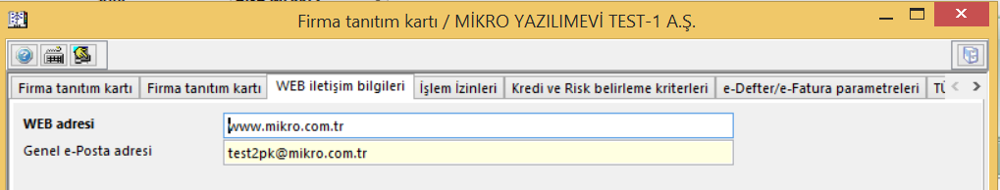 Firma tanıtım kartı / MİKRO YAZILIMEVİ TEST-1 A.Ş.
Firma tanıtım kartı Firma tanıtım kartı WEB iletişim bilgileri İşlem İzinleri Kredi ve Risk belirleme kriterleri e-Defter/e-Fatura parametreleri
WEB adresi www.mikro.com.tr
Genel e-Posta adresi test2pk@mikro.com.tr